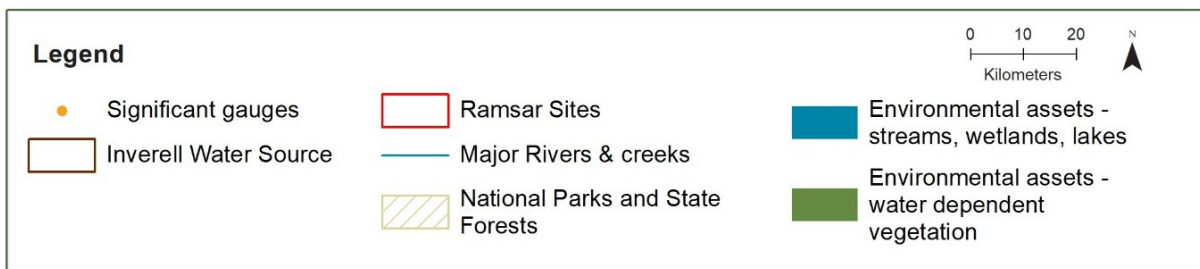 Legend
0 10 20
Kilometers
N
Significant gauges
Inverell Water Source
Ramsar Sites
Major Rivers & creeks
National Parks and State
Forests
Environmental assets -
streams, wetlands, lakes
Environmental assets -
water dependent
vegetation